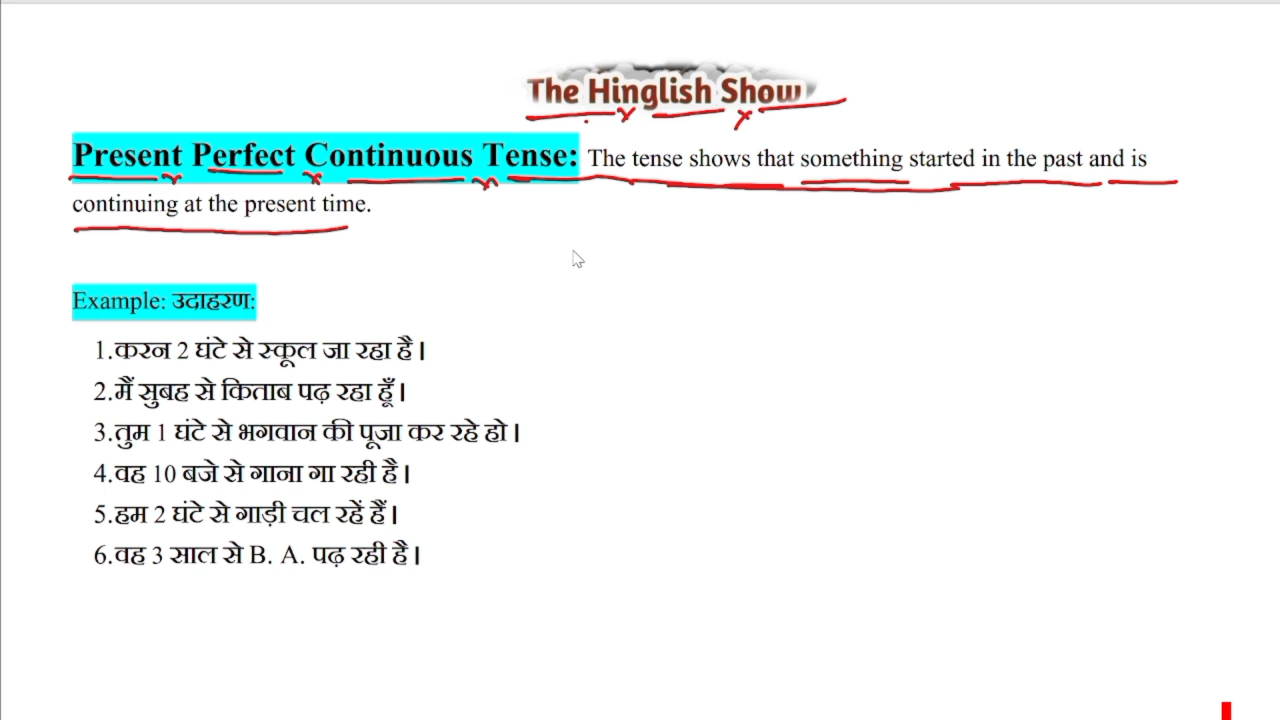 The Hinglish Show
Present Perfect Continuous Tense: The tense shows that something started in the past and is
continuing at the present time.
Example: उदाहरण:
1.करन 2 घंटे से स्कूल जा रहा है।
2.मैं सुबह से किताब पढ़ रहा हूँ।
3.तुम 1 घंटे से भगवान की पूजा कर रहे हो।
4.वह 10 बजे से गाना गा रही है।
5.हम 2 घंटे से गाड़ी चल रहें हैं।
6.वह 3 साल से B. A. पढ़ रही है।